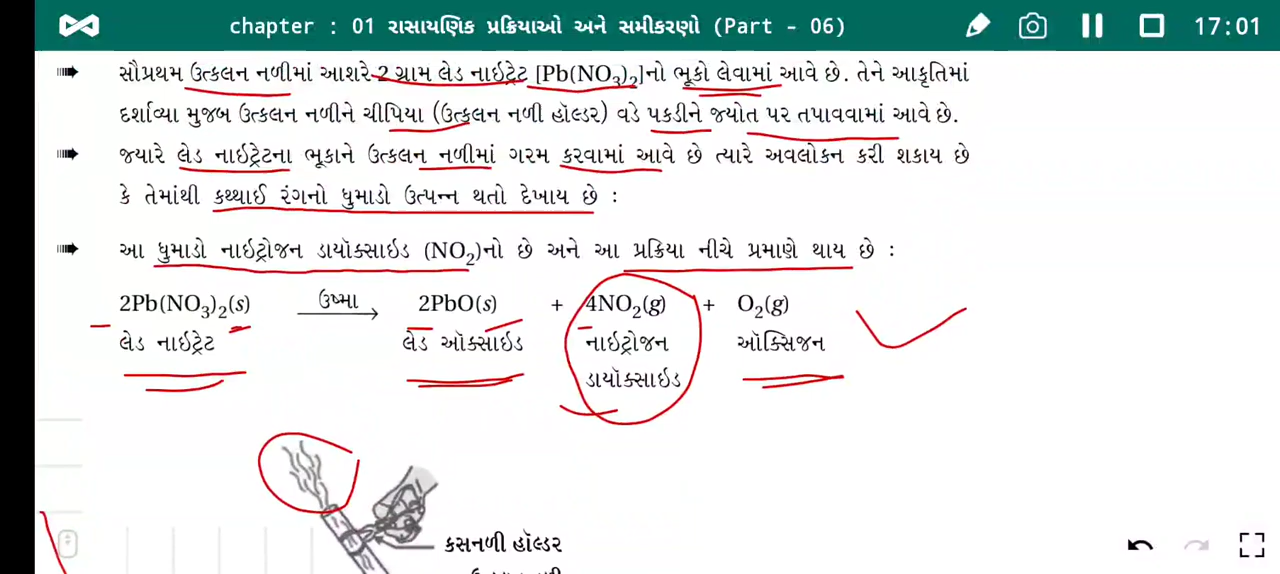 chapter : 01 રાસાયણિક પ્રક્રિયાઓ અને સમીકરણો (Part - 06)
17:01
સૌપ્રથમ ઉત્કલન નળીમાં આશરે 2 ગ્રામ લેડ નાઇટ્રેટ [Pb(NO₃)₂]નો ભૂકો લેવામાં આવે છે. તેને આકૃતિમાં
દર્શાવ્યા મુજબ ઉત્કલન નળીને ચીપિયા (ઉત્કલન નળી હૉલ્ડર) વડે પકડીને જ્યોત પર તપાવવામાં આવે છે.
જ્યારે લેડ નાઇટ્રેટના ભૂકાને ઉત્કલન નળીમાં ગરમ કરવામાં આવે છે ત્યારે અવલોકન કરી શકાય છે
કે તેમાંથી કથ્થાઈ રંગનો ધુમાડો ઉત્પન્ન થતો દેખાય છે :
આ ધુમાડો નાઇટ્રોજન ડાયૉક્સાઇડ (NO₂)નો છે અને આ પ્રક્રિયા નીચે પ્રમાણે થાય છે :
2Pb(NO₃)₂(s) ઉષ્મા → 2PbO(s) + 4NO₂(g) + O₂(g)
લેડ નાઇટ્રેટ લેડ ઑક્સાઇડ નાઇટ્રોજન ઑક્સિજન
ડાયૉક્સાઇડ
કસનળી હૉલ્ડર